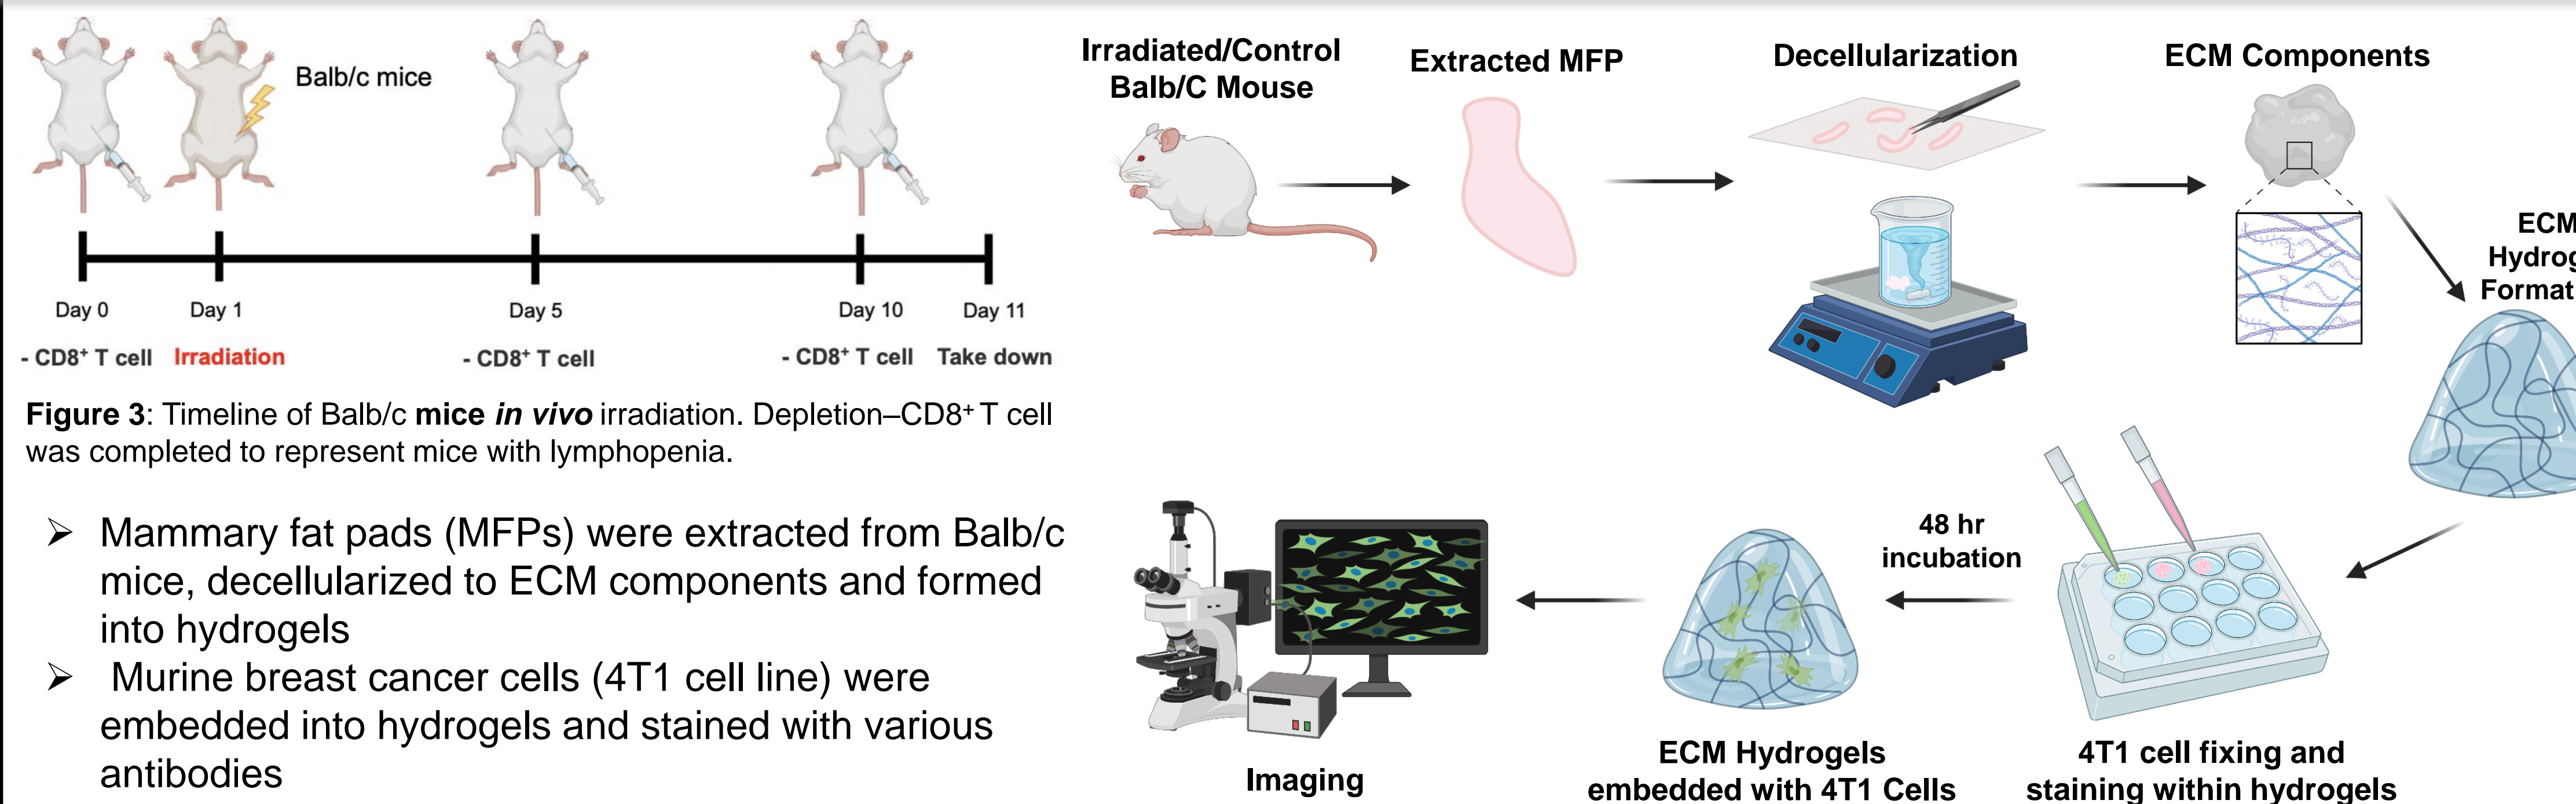 Balb/c mice
Day 0
Day 1
Day 5
Day 10
Day 11
- CD8⁺ T cell
Irradiation
- CD8⁺ T cell
- CD8⁺ T cell
Take down
Figure 3: Timeline of Balb/c mice in vivo irradiation. Depletion–CD8⁺ T cell
was completed to represent mice with lymphopenia.
➢ Mammary fat pads (MFPs) were extracted from Balb/c
mice, decellularized to ECM components and formed
into hydrogels
➢ Murine breast cancer cells (4T1 cell line) were
embedded into hydrogels and stained with various
antibodies
Irradiated/Control
Balb/C Mouse
Extracted MFP
Decellularization
ECM Components
ECM
Hydrog
Format
4T1 cell fixing and
staining within hydrogels
48 hr
incubation
ECM Hydrogels
embedded with 4T1 Cells
Imaging